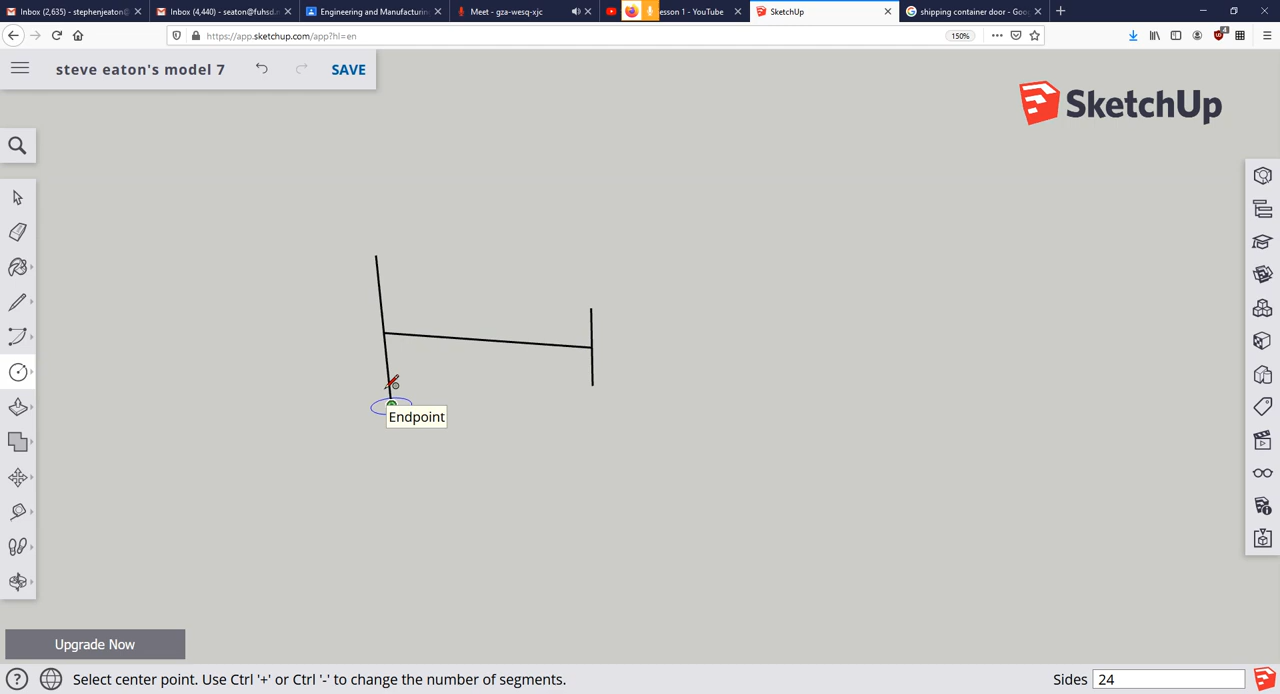 Inbox (2,635) - stephenjeaton@
Inbox (4,440) - seaton@fuhsd.n
Engineering and Manufacturing
Meet - gza-wesq-xjc
esson 1 - YouTube
SketchUp
shipping container door - Goo
https://app.sketchup.com/app?hl=en
150%
4
steve eaton's model 7
SAVE
SketchUp
Endpoint
Upgrade Now
Select center point. Use Ctrl '+' or Ctrl '-' to change the number of segments.
Sides
24